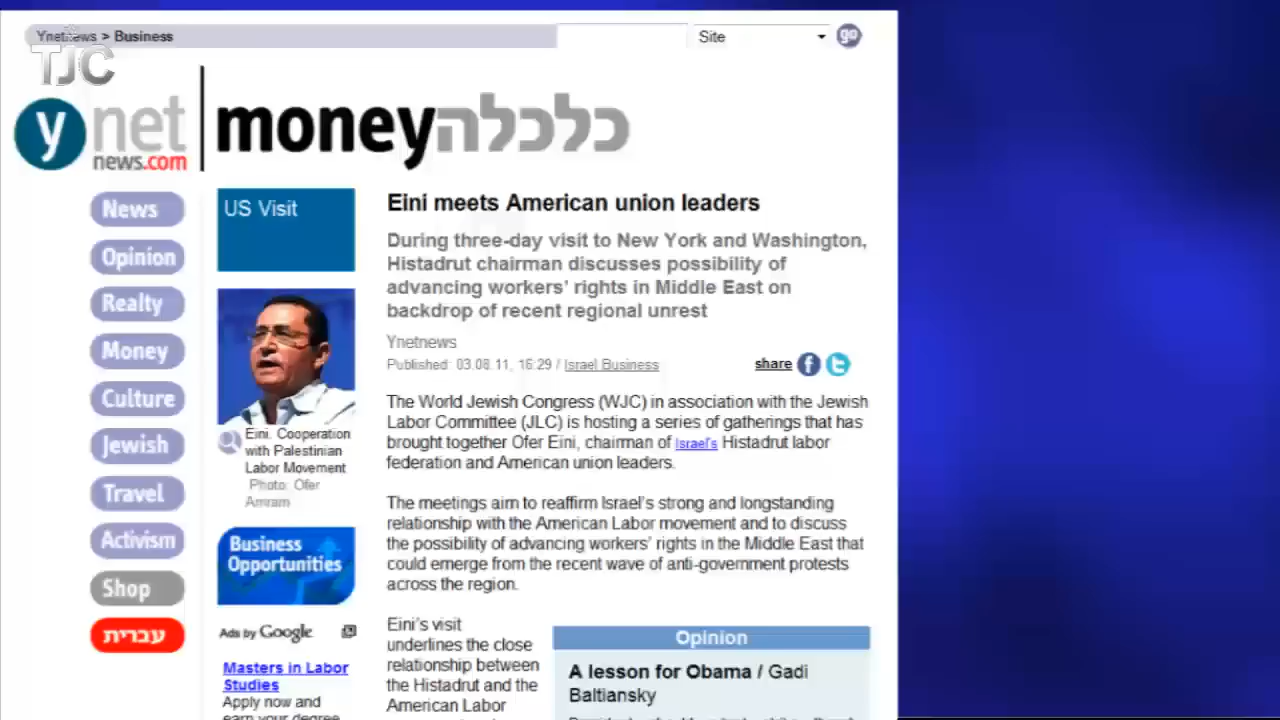 Ynetnews > Business
Site
go
TJC
y net
news.com
money כלכלה
News
Opinion
Realty
Money
Culture
Jewish
Travel
Activism
Shop
עברית
US Visit
Eini. Cooperation
with Palestinian
Labor Movement
Photo: Ofer
Amram
Business
Opportunities
Ads by Google
Masters in Labor
Studies
Apply now and
earn your degree
Eini meets American union leaders
During three-day visit to New York and Washington,
Histadrut chairman discusses possibility of
advancing workers' rights in Middle East on
backdrop of recent regional unrest
Ynetnews
Published: 03.08.11, 16:29 / Israel Business
share
The World Jewish Congress (WJC) in association with the Jewish
Labor Committee (JLC) is hosting a series of gatherings that has
brought together Ofer Eini, chairman of Israel's Histadrut labor
federation and American union leaders.
The meetings aim to reaffirm Israel's strong and longstanding
relationship with the American Labor movement and to discuss
the possibility of advancing workers' rights in the Middle East that
could emerge from the recent wave of anti-government protests
across the region.
Eini's visit
underlines the close
relationship between
the Histadrut and the
American Labor
Opinion
A lesson for Obama / Gadi
Baltiansky